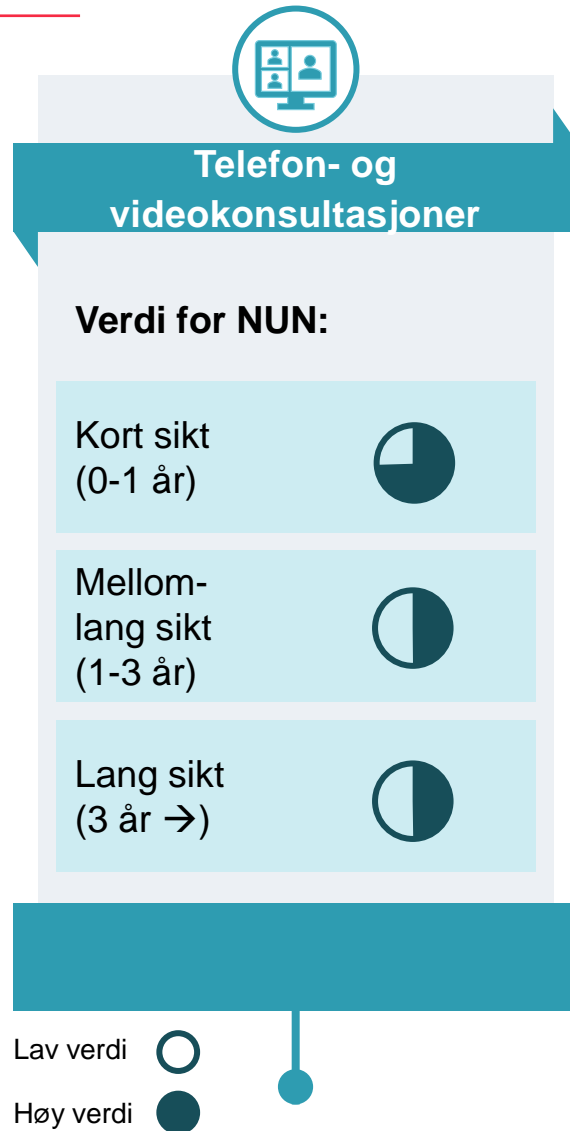 Telefon- og
videokonsultasjoner
Verdi for NUN:
Kort sikt
(0-1 år)
Mellom-
lang sikt
(1-3 år)
Lang sikt
(3 år →)
Lav verdi
Høy verdi